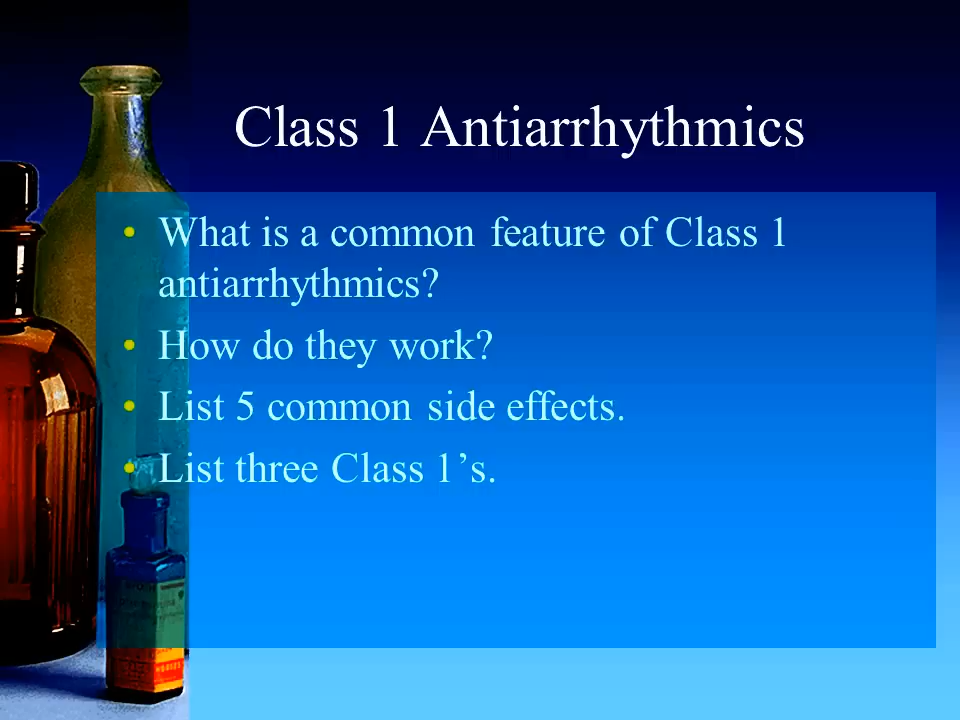 Class 1 Antiarrhythmics
• What is a common feature of Class 1
antiarrhythmics?
• How do they work?
• List 5 common side effects.
• List three Class 1’s.